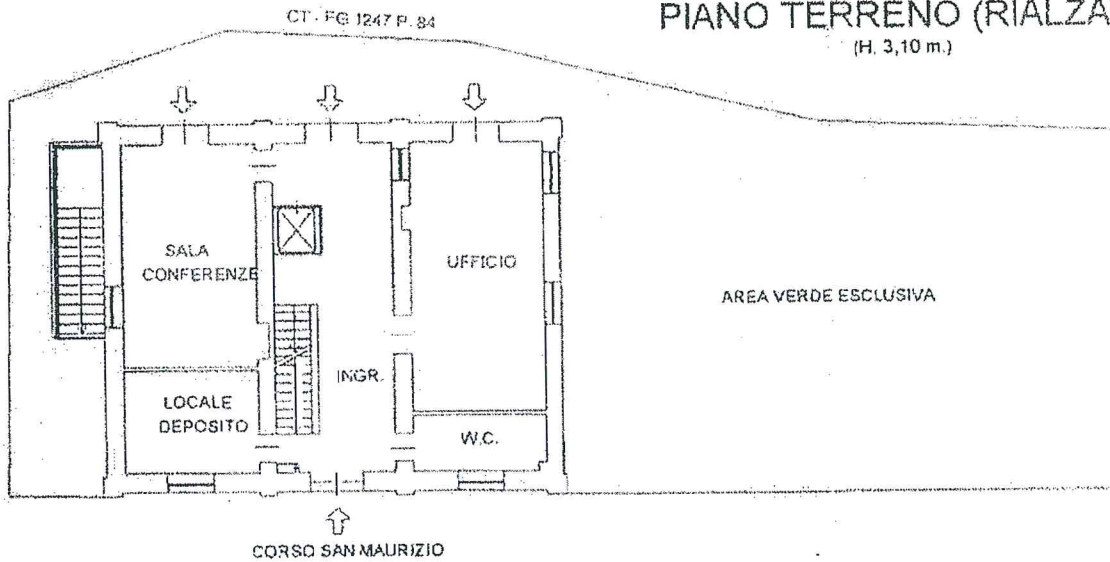 CT - FG 1247 P. 84
PIANO TERRENO (RIALZA
(H. 3,10 m.)
SALA
CONFERENZE
UFFICIO
AREA VERDE ESCLUSIVA
INGR.
LOCALE
DEPOSITO
W.C.
CORSO SAN MAURIZIO